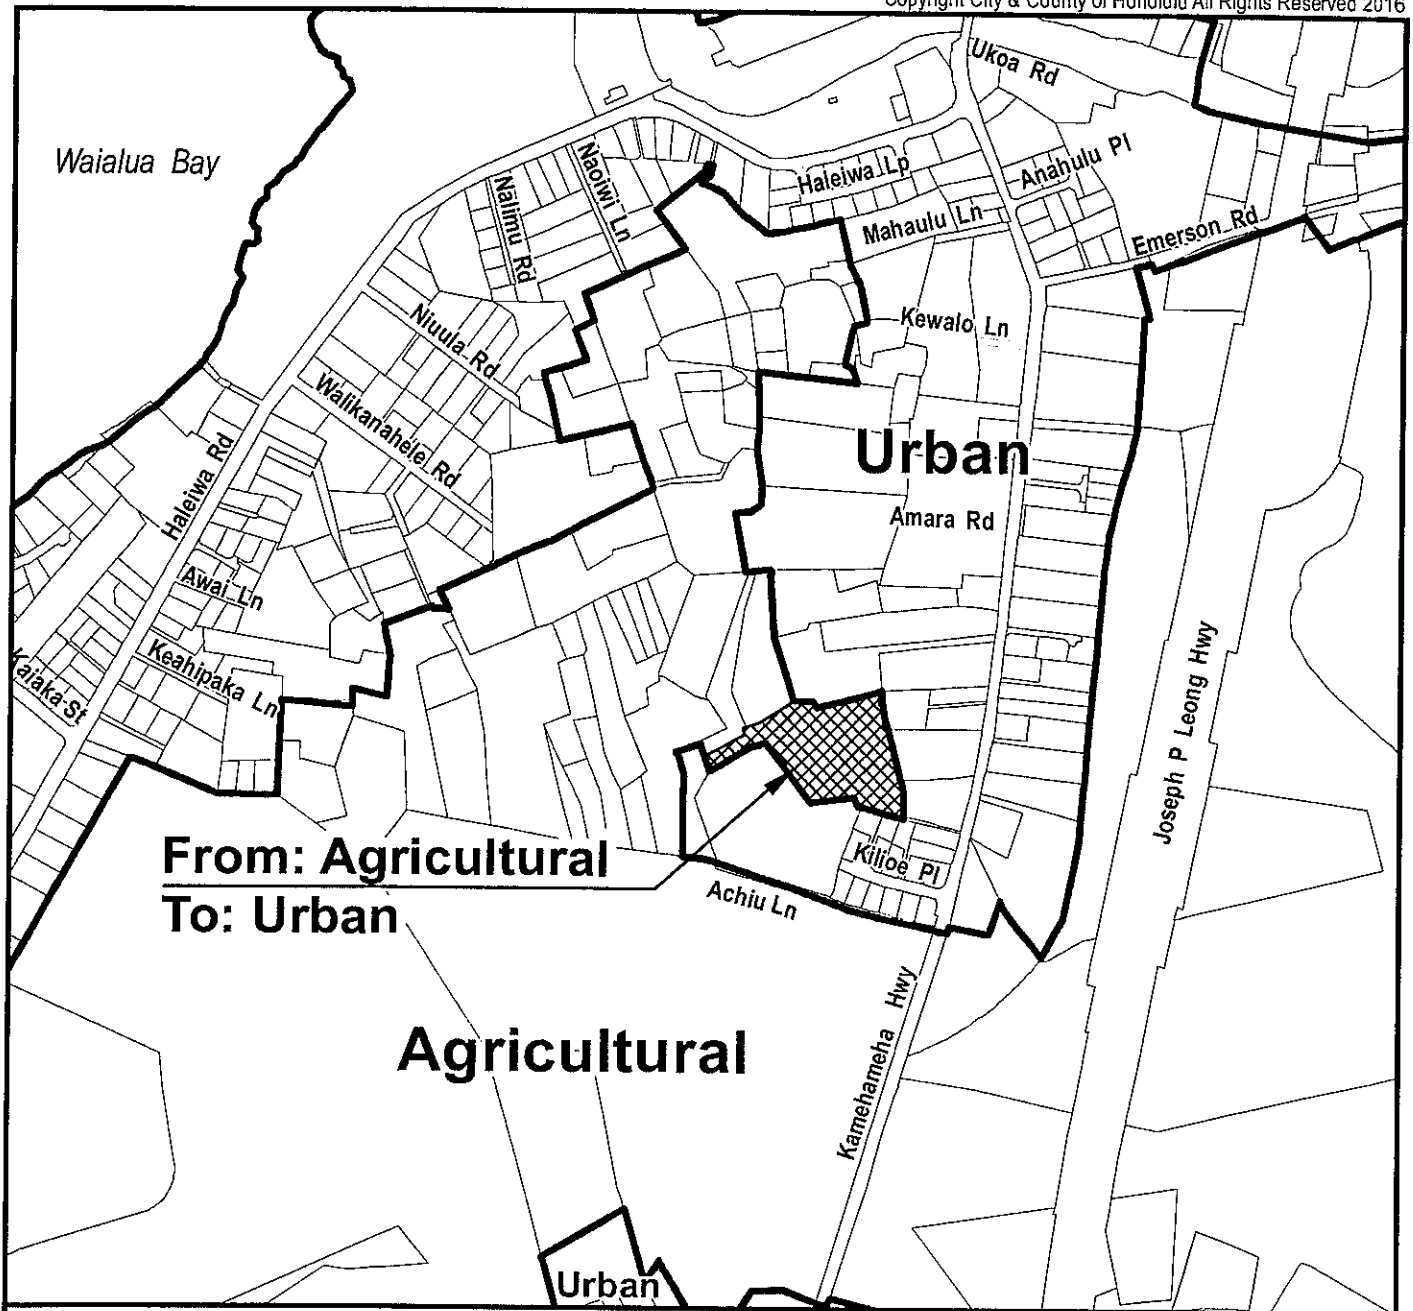 Copyright City & County of Honolulu All Rights Reserved 2016
Ukoa Rd
Waialua Bay
Naoiwi Ln
Anahulu Pl
Haleiwa Lp
Nalimu Rd
Mahaulu Ln
Emerson Rd
Kewalo Ln
Niuula Rd
Walikanahele Rd
Urban
Haleiwa Rd
Amara Rd
Awai Ln
Keahipaka Ln
Kaiaka St
Joseph P Leong Hwy
From: Agricultural
To: Urban
Kilioe Pl
Achiu Ln
Kamehameha Hwy
Agricultural
Urban